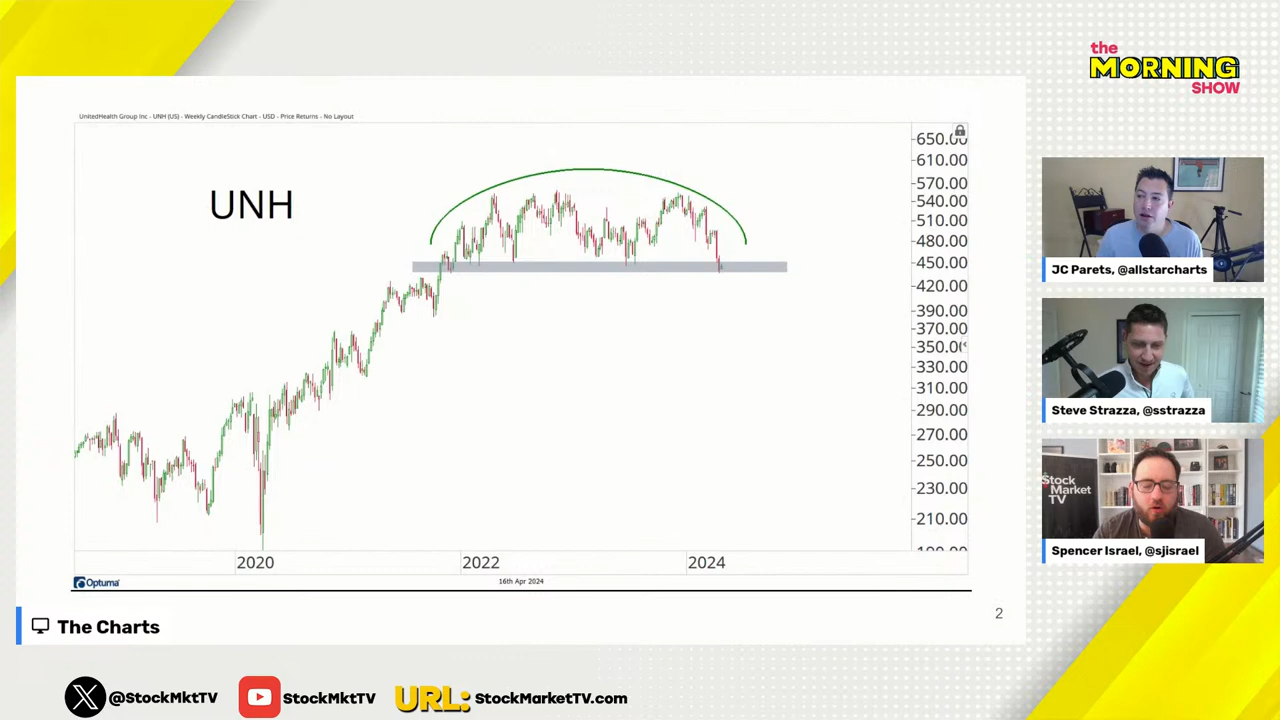 the
MORNING
SHOW
UnitedHealth Group Inc - UNH (US) - Weekly CandleStick Chart - USD - Price Returns - No Layout
UNH
650.00
610.00
570.00
540.00
510.00
480.00
450.00
420.00
390.00
370.00
350.00
330.00
310.00
290.00
270.00
250.00
230.00
210.00
190.00
2020
2022
2024
Optuma
16th Apr 2024
2
The Charts
JC Parets, @allstarcharts
Steve Strazza, @sstrazza
Stock
Market
TV
Spencer Israel, @sjisrael
@StockMktTV
StockMktTV
URL: StockMarketTV.com